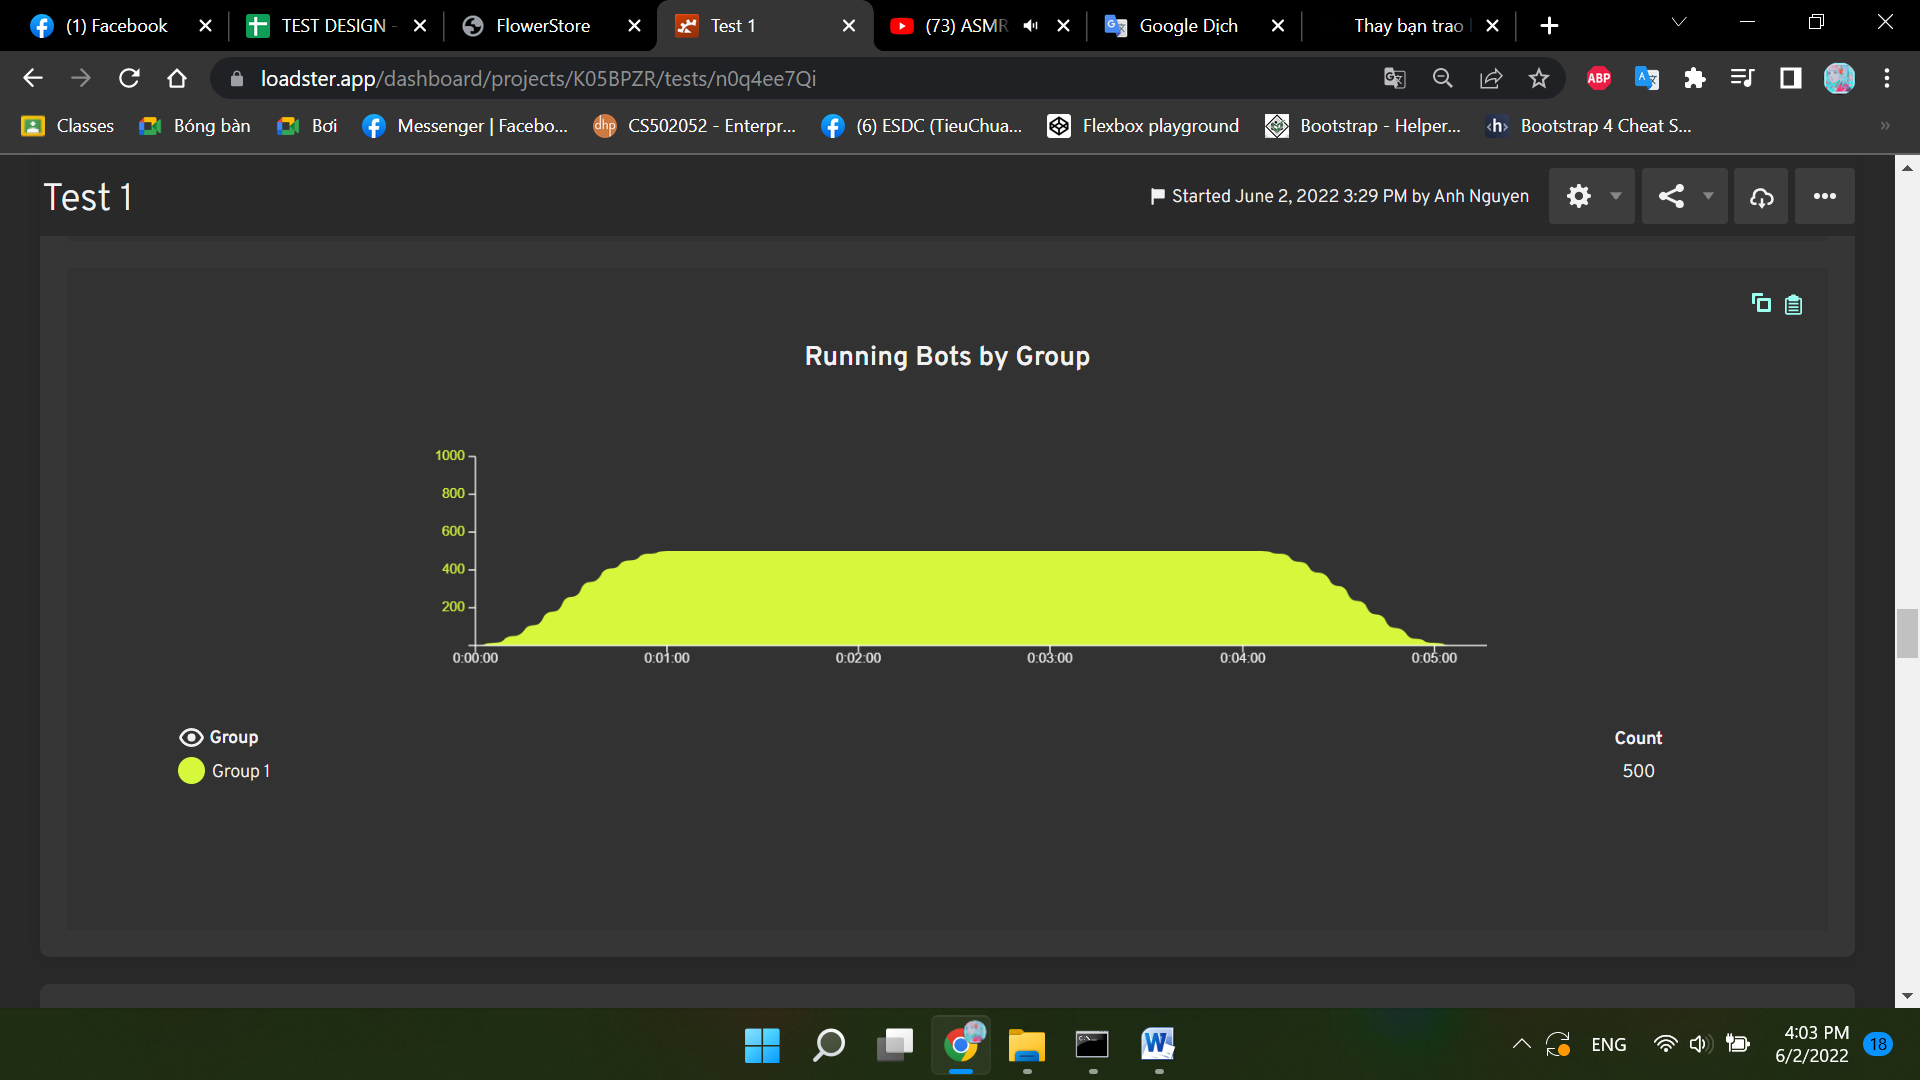 (1) Facebook
TEST DESIGN -
FlowerStore
Test 1
(73) ASMR
Google Dịch
Thay bạn trao
loadster.app/dashboard/projects/K05BPZR/tests/n0q4ee7Qi
ABP
Classes
Bóng bàn
Bơi
Messenger | Facebo...
dhp
CS502052 - Enterpr...
(6) ESDC (TieuChua...
Flexbox playground
Bootstrap - Helper...
<h>
Bootstrap 4 Cheat S...
»
Test 1
Started June 2, 2022 3:29 PM by Anh Nguyen
Running Bots by Group
1000
800
600
400
200
0:00:00
0:01:00
0:02:00
0:03:00
0:04:00
0:05:00
Group
Count
Group 1
500
ENG
4:03 PM
6/2/2022
18